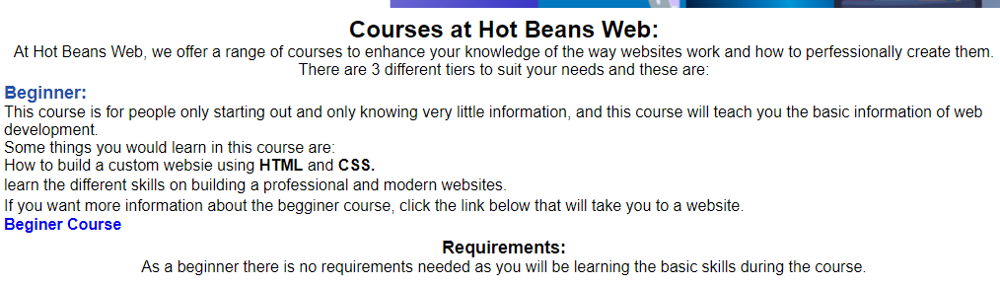 Courses at Hot Beans Web:
At Hot Beans Web, we offer a range of courses to enhance your knowledge of the way websites work and how to perfessionally create them.
There are 3 different tiers to suit your needs and these are:
Beginner:
This course is for people only starting out and only knowing very little information, and this course will teach you the basic information of web
development.
Some things you would learn in this course are:
How to build a custom websie using HTML and CSS.
learn the different skills on building a professional and modern websites.
If you want more information about the begginer course, click the link below that will take you to a website.
Beginer Course
Requirements:
As a beginner there is no requirements needed as you will be learning the basic skills during the course.